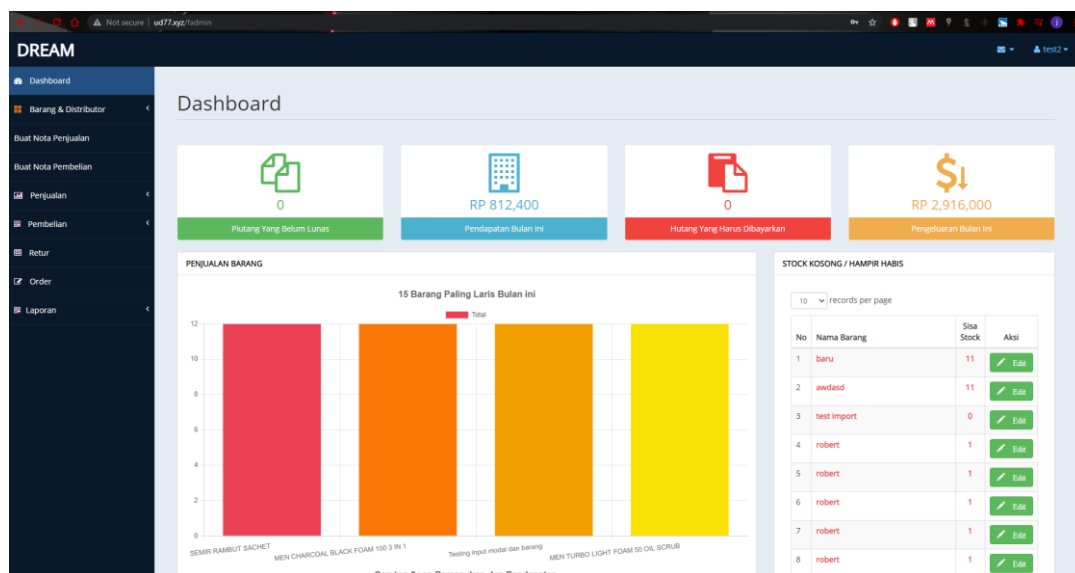 Not secure | ud77.xyz/fadmin
DREAM
test2
Dashboard
Barang & Distributor
Buat Nota Penjualan
Buat Nota Pembelian
Penjualan
Pembelian
Retur
Order
Laporan
Dashboard
0
Piutang Yang Belum Lunas
RP 812,400
Pendapatan Bulan Ini
0
Hutang Yang Harus Dibayarkan
RP 2,916,000
Pengeluaran Bulan Ini
PENJUALAN BARANG
15 Barang Paling Laris Bulan ini
Total
12
10
8
6
4
2
0
SEMIR RAMBUT SACHET
MEN CHARCOAL BLACK FOAM 100 3 IN 1
Testing input modal dan barang
MEN TURBO LIGHT FOAM 50 OIL SCRUB
STOCK KOSONG / HAMPIR HABIS
10 records per page
No Nama Barang Sisa Stock Aksi
1 baru 11 Edit
2 awdasd 11 Edit
3 test import 0 Edit
4 robert 1 Edit
5 robert 1 Edit
6 robert 1 Edit
7 robert 1 Edit
8 robert 1 Edit